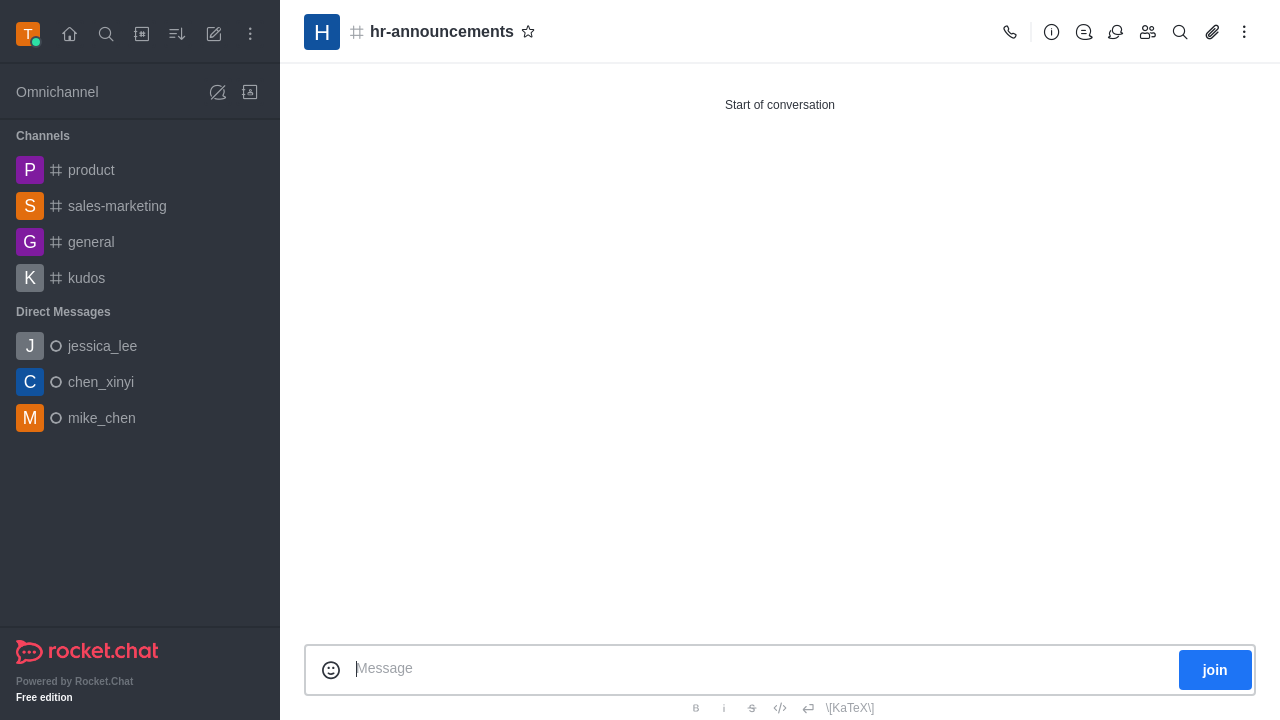 T
Omnichannel
Channels
P product
S sales-marketing
G general
K kudos
Direct Messages
J jessica_lee
C chen_xinyi
M mike_chen
rocket.chat
Powered by Rocket.Chat
Free edition
H hr-announcements
Start of conversation
Message
join
B i S \[KaTeX\]